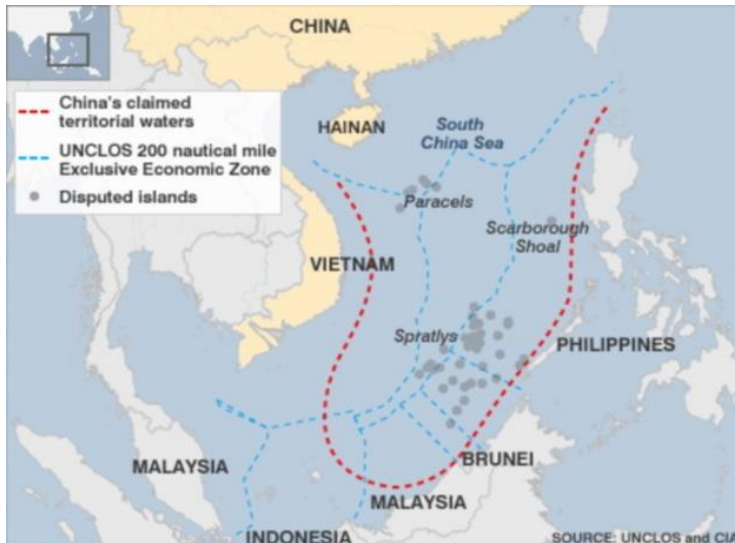 CHINA
China's claimed
territorial waters
UNCLOS 200 nautical mile
Exclusive Economic Zone
Disputed islands
HAINAN
South
China Sea
Paracels
Scarborough
Shoal
VIETNAM
Spratlys
PHILIPPINES
MALAYSIA
BRUNEI
MALAYSIA
INDONESIA
SOURCE: UNCLOS and CIA